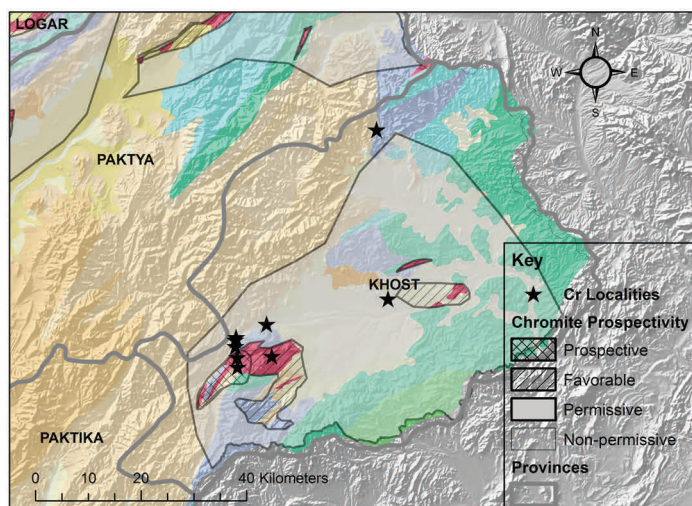 LOGAR
N
W E
S
PAKTYA
KHOST
PAKTIKA
0 20 40 Kilometers
Key
Cr Localities
Chromite Prospectivity
Prospective
Favorable
Permissive
Non-permissive
Provinces